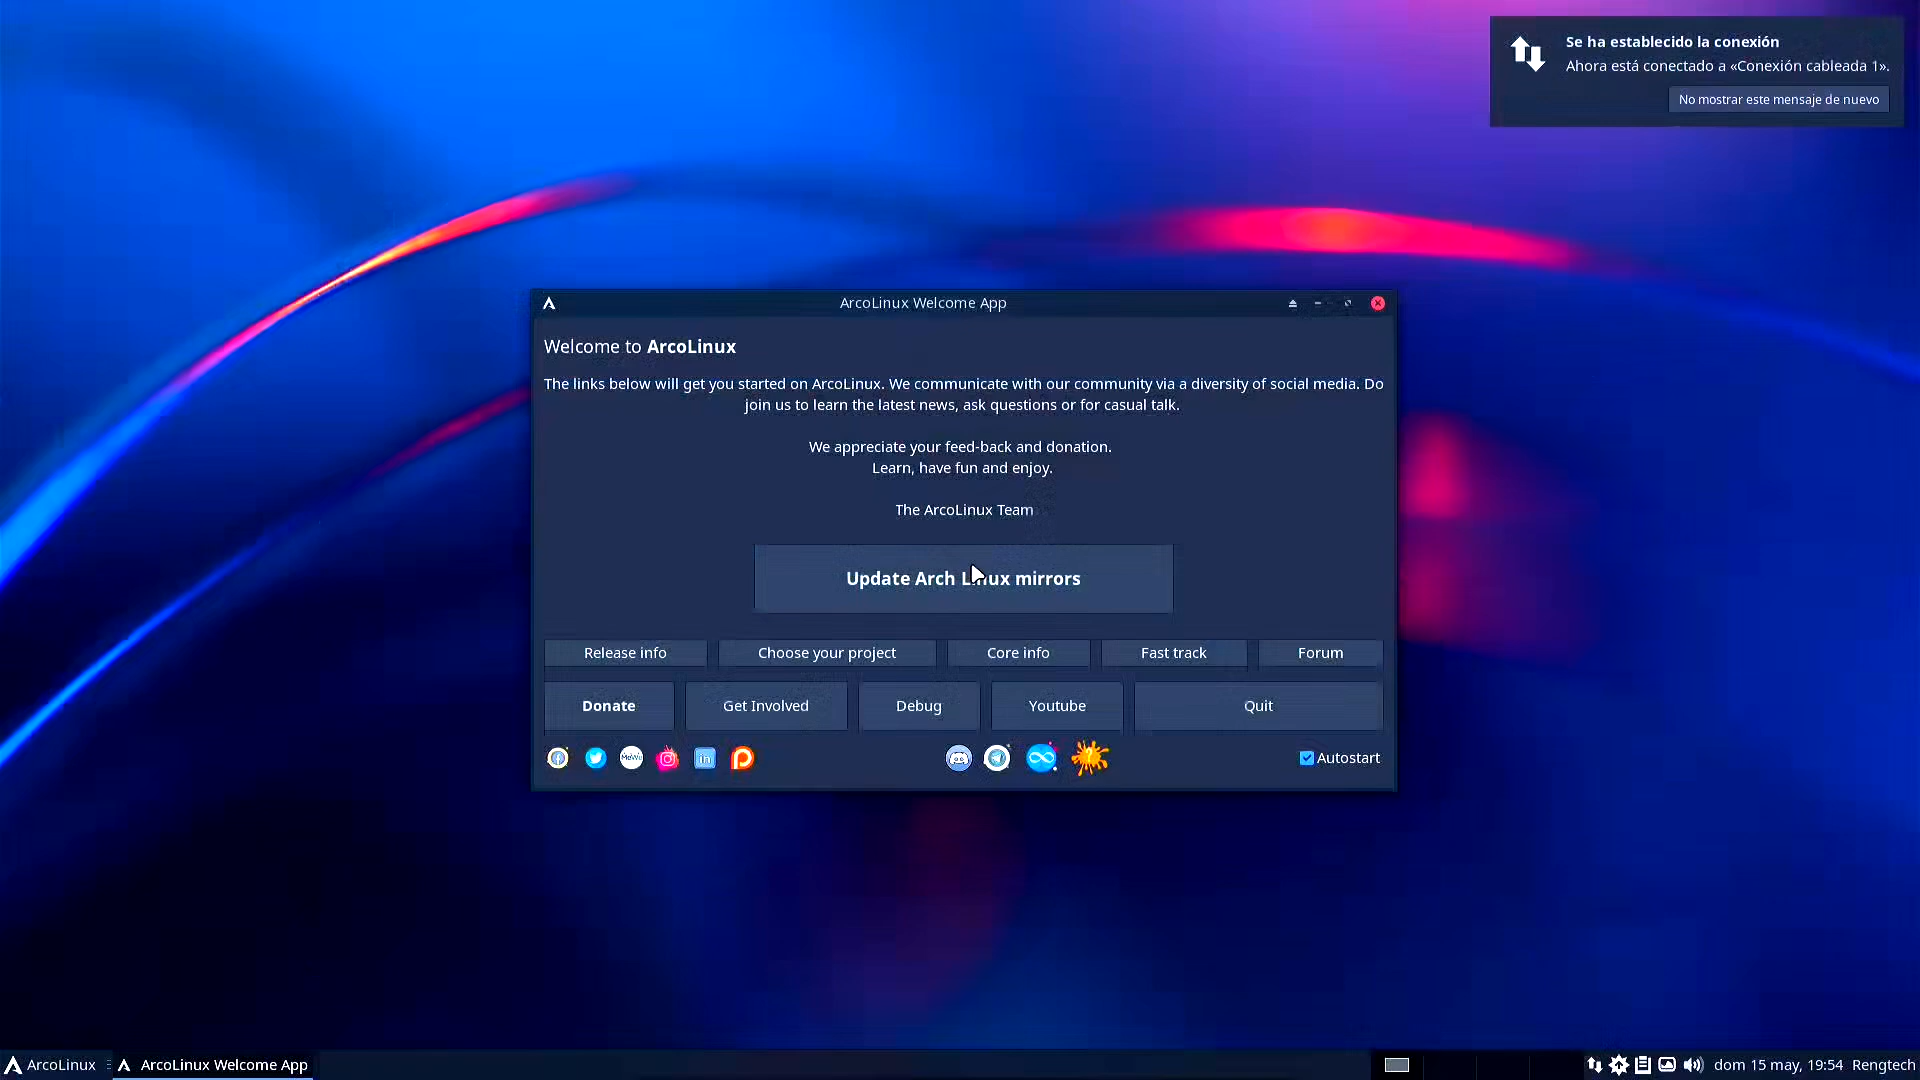 Se ha establecido la conexión
Ahora está conectado a «Conexión cableada 1».
No mostrar este mensaje de nuevo
ArcoLinux Welcome App
Welcome to ArcoLinux
The links below will get you started on ArcoLinux. We communicate with our community via a diversity of social media. Do
join us to learn the latest news, ask questions or for casual talk.
We appreciate your feed-back and donation.
Learn, have fun and enjoy.
The ArcoLinux Team
Update Arch Linux mirrors
Release info
Choose your project
Core info
Fast track
Forum
Donate
Get Involved
Debug
Youtube
Quit
MeWe
in
Autostart
ArcoLinux
ArcoLinux Welcome App
dom 15 may, 19:54
Rengtech